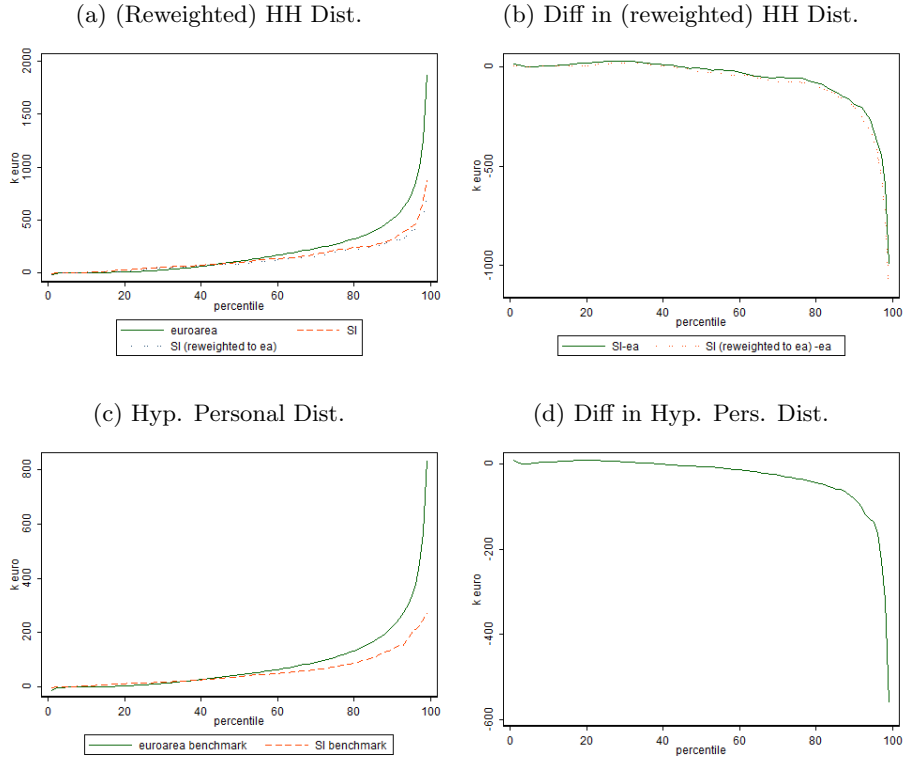 (a) (Reweighted) HH Dist.
2000
1500
1000
500
0
k euro
0 20 40 60 80 100
percentile
euroarea SI
SI (reweighted to ea)
(b) Diff in (reweighted) HH Dist.
0
-500
-1000
k euro
0 20 40 60 80 100
percentile
SI-ea SI (reweighted to ea) -ea
(c) Hyp. Personal Dist.
800
600
400
200
0
k euro
0 20 40 60 80 100
percentile
euroarea benchmark SI benchmark
(d) Diff in Hyp. Pers. Dist.
0
-200
-400
-600
k euro
0 20 40 60 80 100
percentile